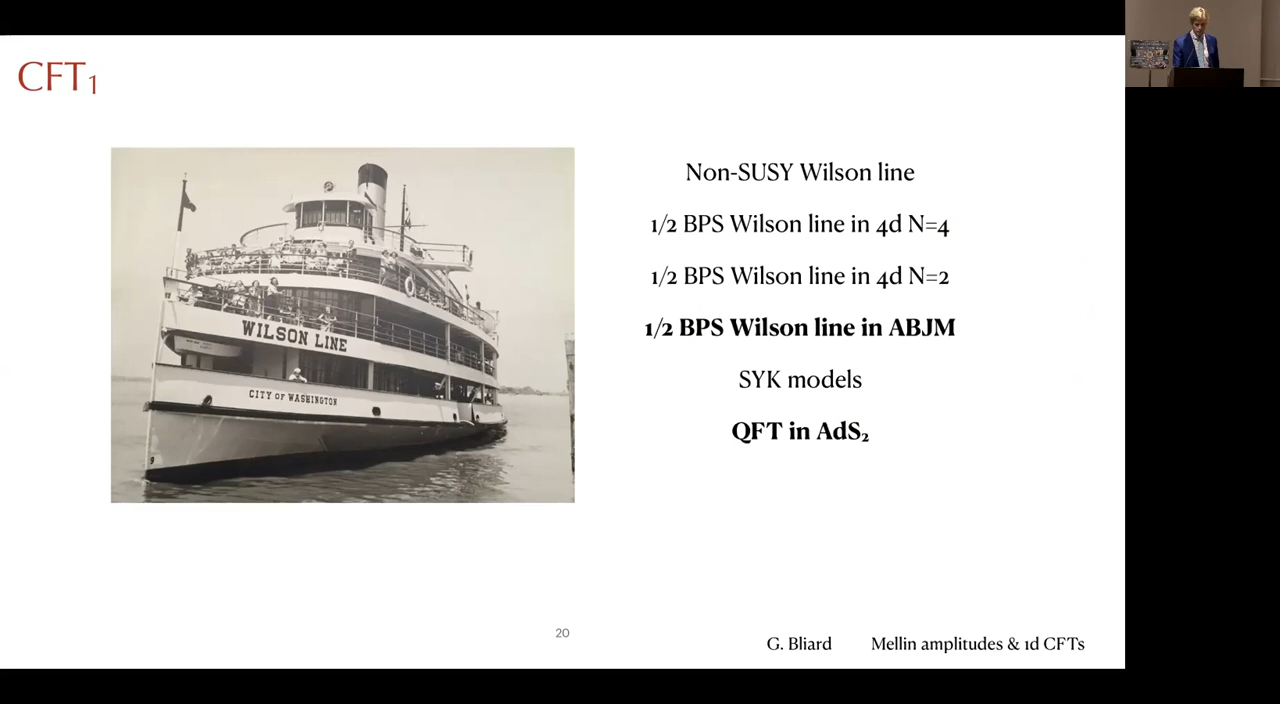 CFT₁
WILSON LINE
CITY OF WASHINGTON
9
Non-SUSY Wilson line
1/2 BPS Wilson line in 4d N=4
1/2 BPS Wilson line in 4d N=2
1/2 BPS Wilson line in ABJM
SYK models
QFT in AdS₂
20
G. Bliard Mellin amplitudes & 1d CFTs